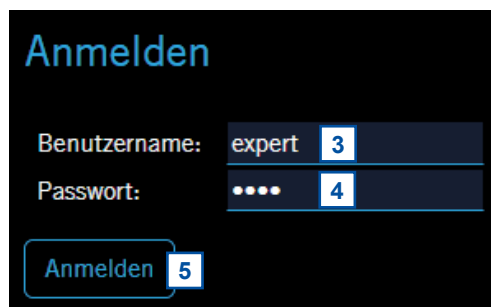 Anmelden
Benutzername: expert 3
Passwort: •••• 4
Anmelden 5